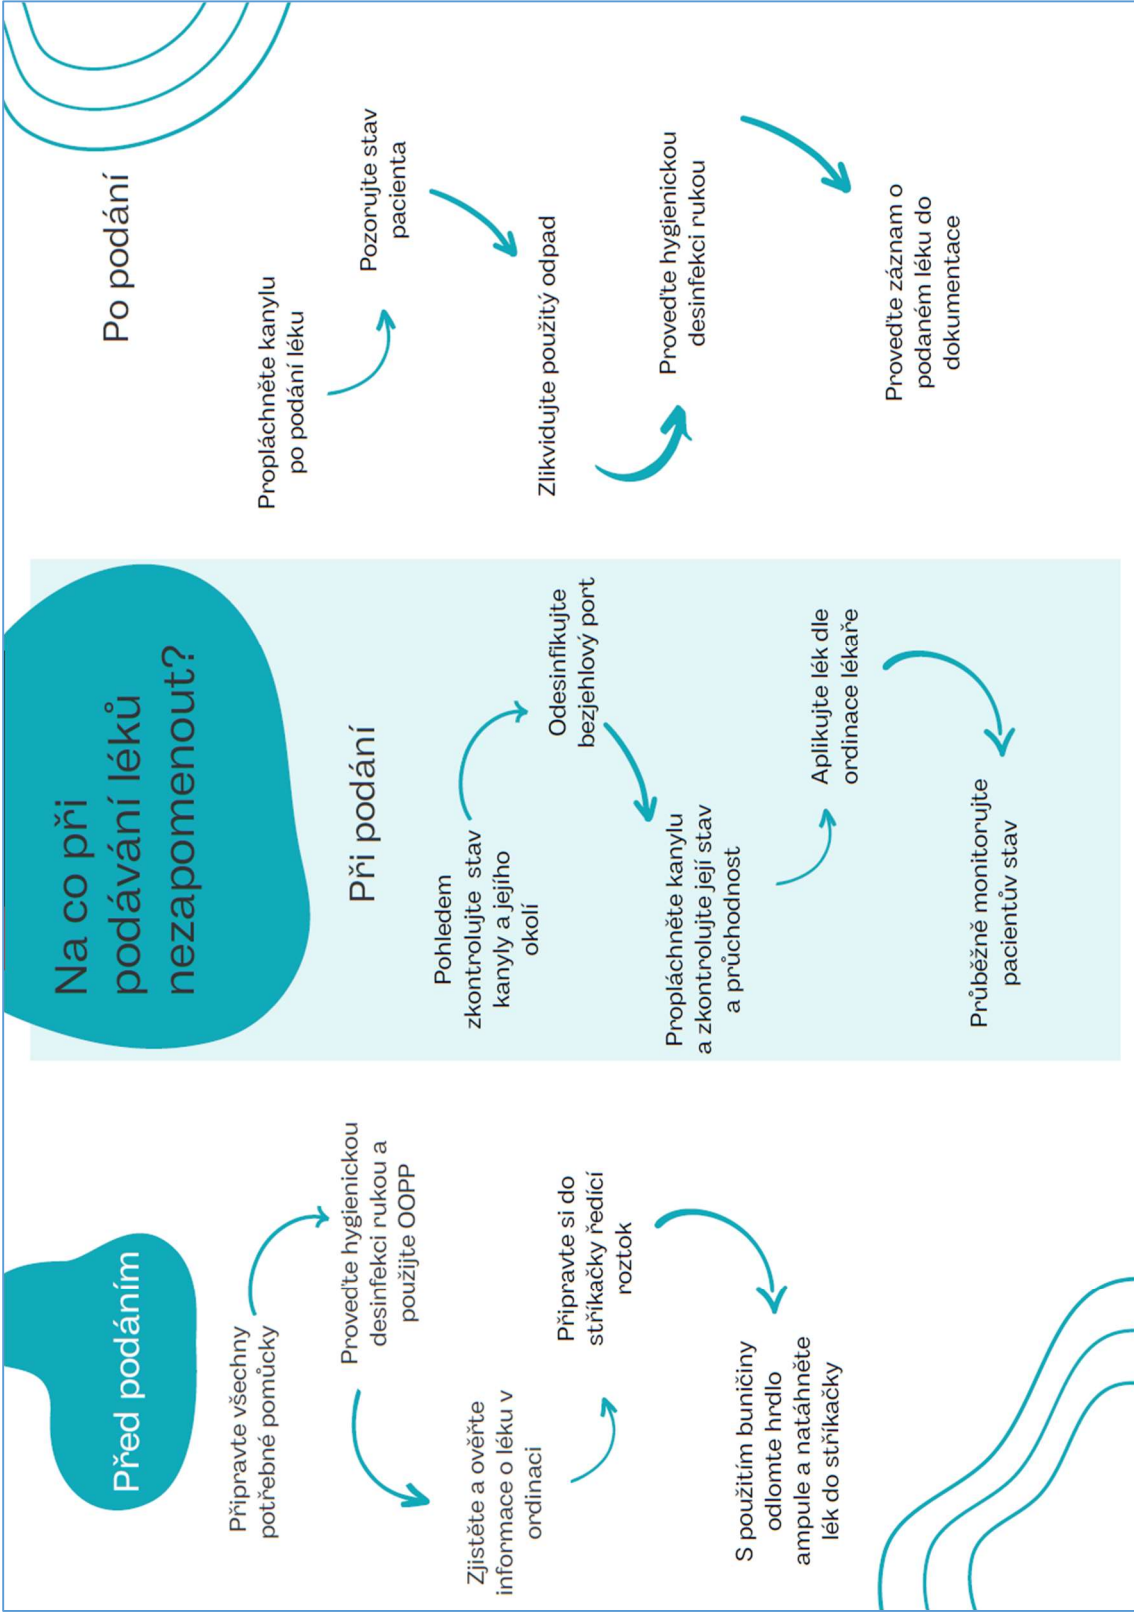 Na co při
podávání léků
nezapomenout?
Před podáním
Připravte všechny
potřebné pomůcky
Proveďte hygienickou
desinfekci rukou a
použijte OOPP
Zjistěte a ověřte
informace o léku v
ordinaci
Připravte si do
stříkačky ředící
roztok
S použitím buničiny
odlomte hrdlo
ampule a natáhněte
lék do stříkačky
Při podání
Pohledem
zkontrolujte stav
kanyly a jejího
okolí
Odesinfikujte
bezjehlový port
Propláchněte kanylu
a zkontrolujte její stav
a průchodnost
Aplikujte lék dle
ordinace lékaře
Průběžně monitorujte
pacientův stav
Po podání
Propláchněte kanylu
po podání léku
Pozorujte stav
pacienta
Zlikvidujte použitý odpad
Proveďte hygienickou
desinfekci rukou
Proveďte záznam o
podaném léku do
dokumentace